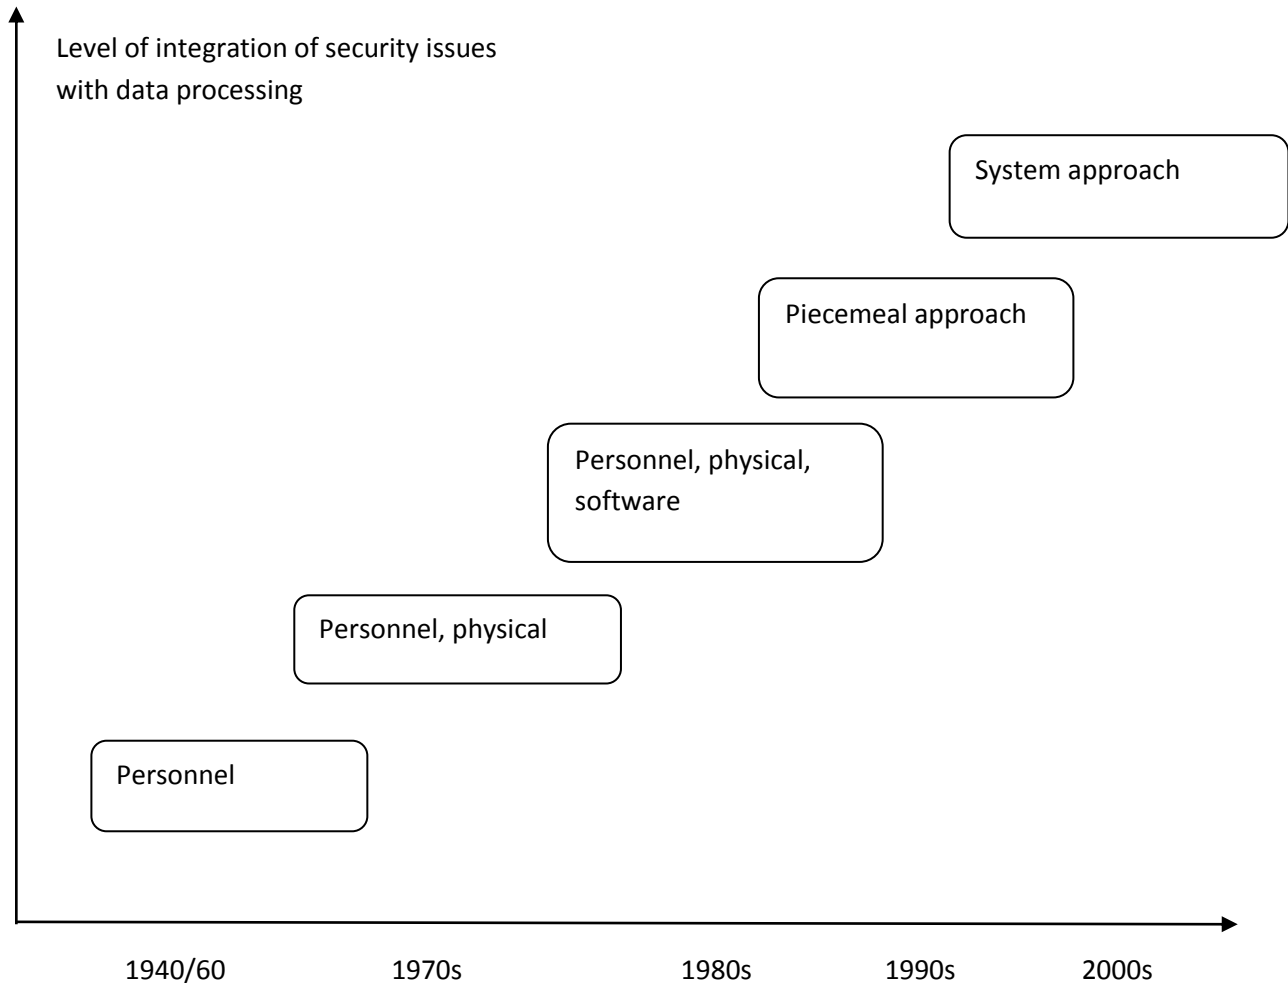 Level of integration of security issues
with data processing
System approach
Piecemeal approach
Personnel, physical,
software
Personnel, physical
Personnel
1940/60
1970s
1980s
1990s
2000s